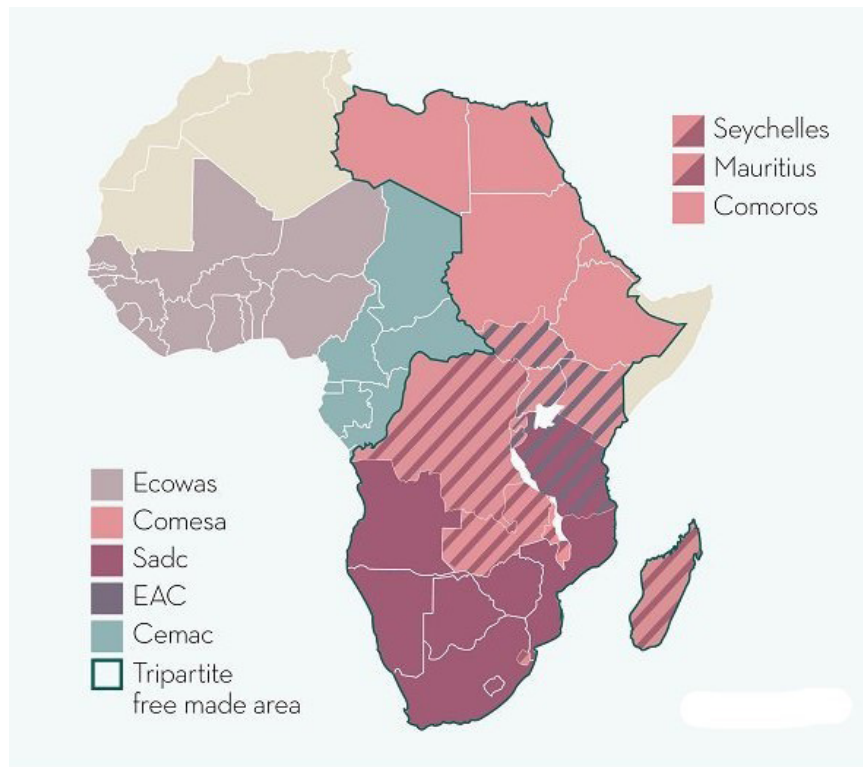 Seychelles
Mauritius
Comoros
Ecowas
Comesa
Sadc
EAC
Cemac
Tripartite
free made area